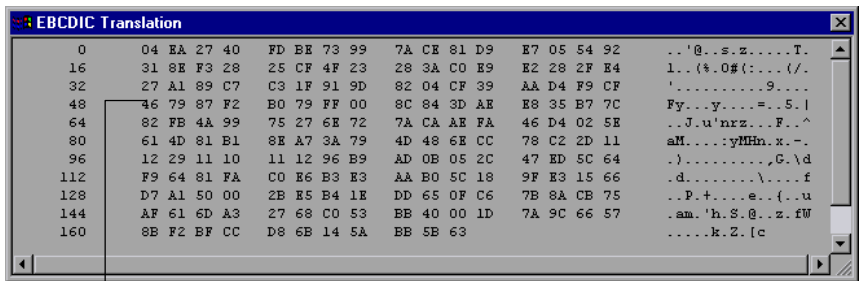 EBCDIC Translation
0 04 EA 27 40 FD BE 73 99 7A CE 81 D9 E7 05 54 92 ..'@..s.z.....T.
16 31 8E F3 28 25 CF 4F 23 28 3A C0 E9 E2 28 2F E4 1..(%.O#(:...(/.
32 27 A1 89 C7 C3 1F 91 9D 82 04 CF 39 AA D4 F9 CF '..........9....
48 46 79 87 F2 B0 79 FF 00 8C 84 3D AE E8 35 B7 7C Fy...y....=..5.|
64 82 FB 4A 99 75 27 6E 72 7A CA AE FA 46 D4 02 5E ..J.u'nrz...F..^
80 61 4D 81 B1 8E A7 3A 79 4D 48 6E CC 78 C2 2D 11 aM....:yMHn.x.-.
96 12 29 11 10 11 12 96 B9 AD 0B 05 2C 47 ED 5C 64 .).........,G.\d
112 F9 64 81 FA C0 E6 B3 E3 AA B0 5C 18 9F E3 15 66 .d........\....f
128 D7 A1 50 00 2B E5 B4 1E DD 65 0F C6 7B 8A CB 75 ..P.+....e..{..u
144 AF 61 6D A3 27 68 C0 53 BB 40 00 1D 7A 9C 66 57 .am.'h.S.@..z.fW
160 8B F2 BF CC D8 6B 14 5A BB 5B 63 .....k.Z.[c